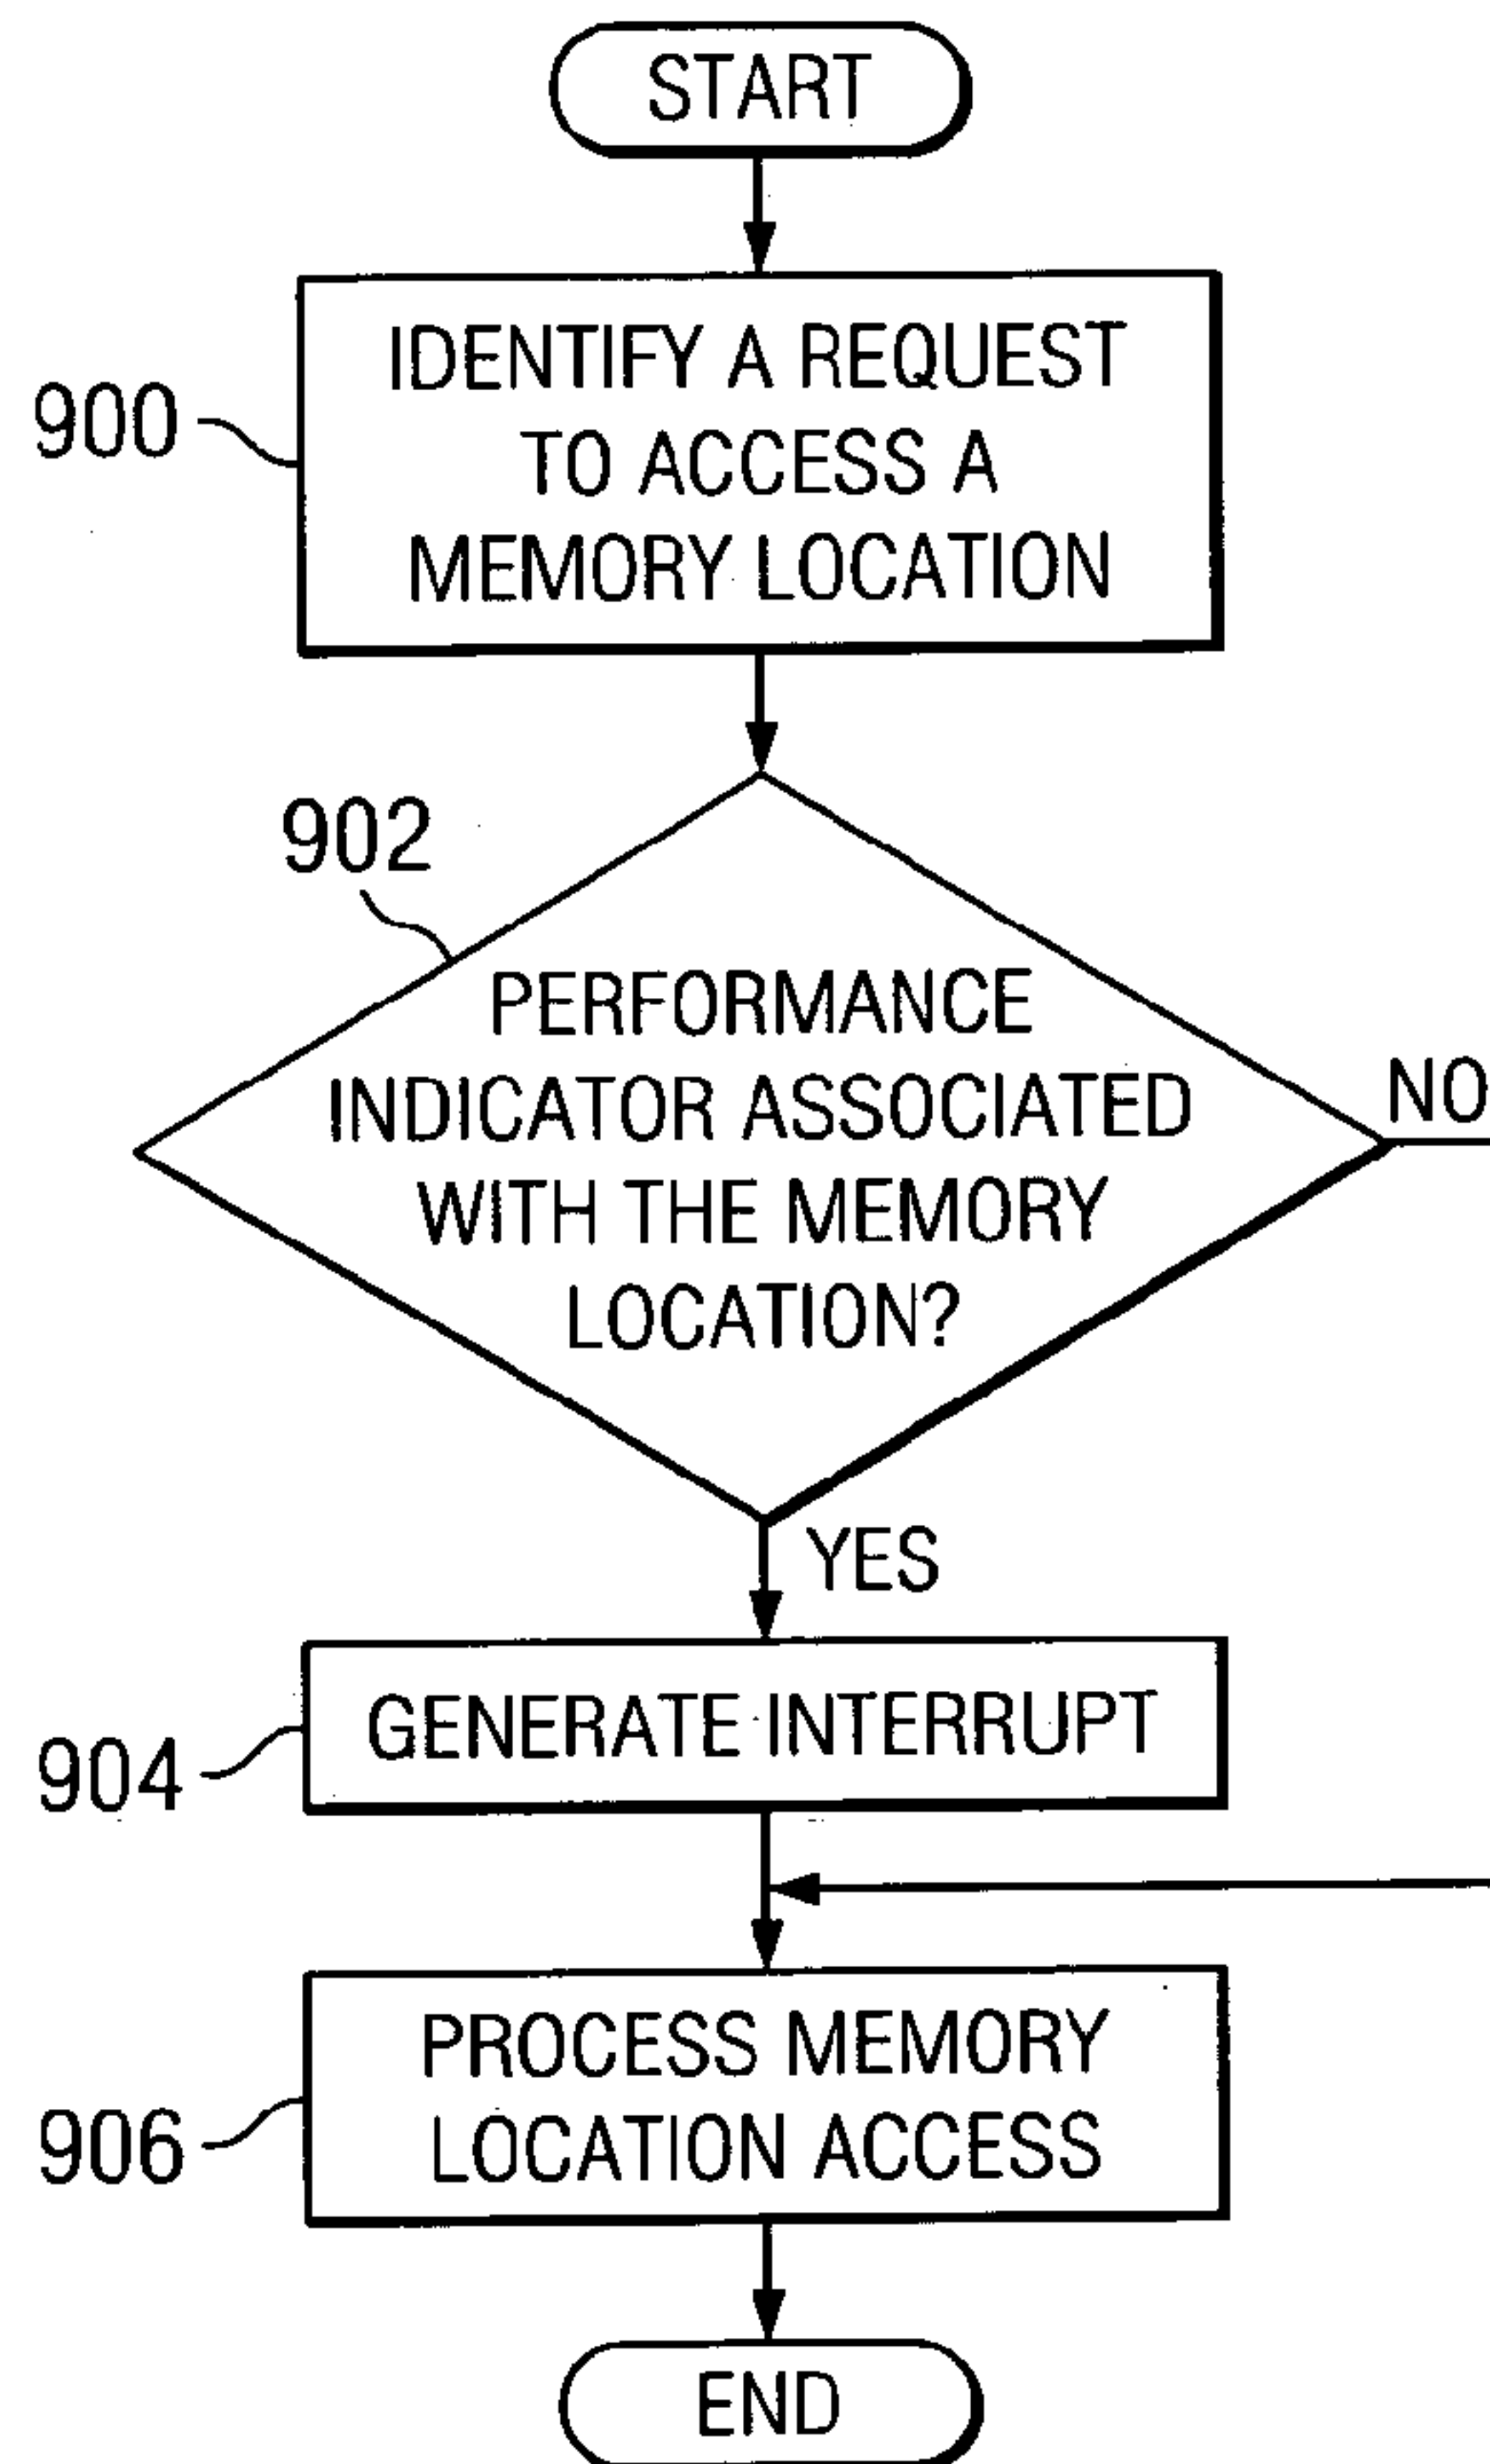 START
900
IDENTIFY A REQUEST
TO ACCESS A
MEMORY LOCATION
902
PERFORMANCE
INDICATOR ASSOCIATED
WITH THE MEMORY
LOCATION?
NO
YES
904
GENERATE INTERRUPT
906
PROCESS MEMORY
LOCATION ACCESS
END